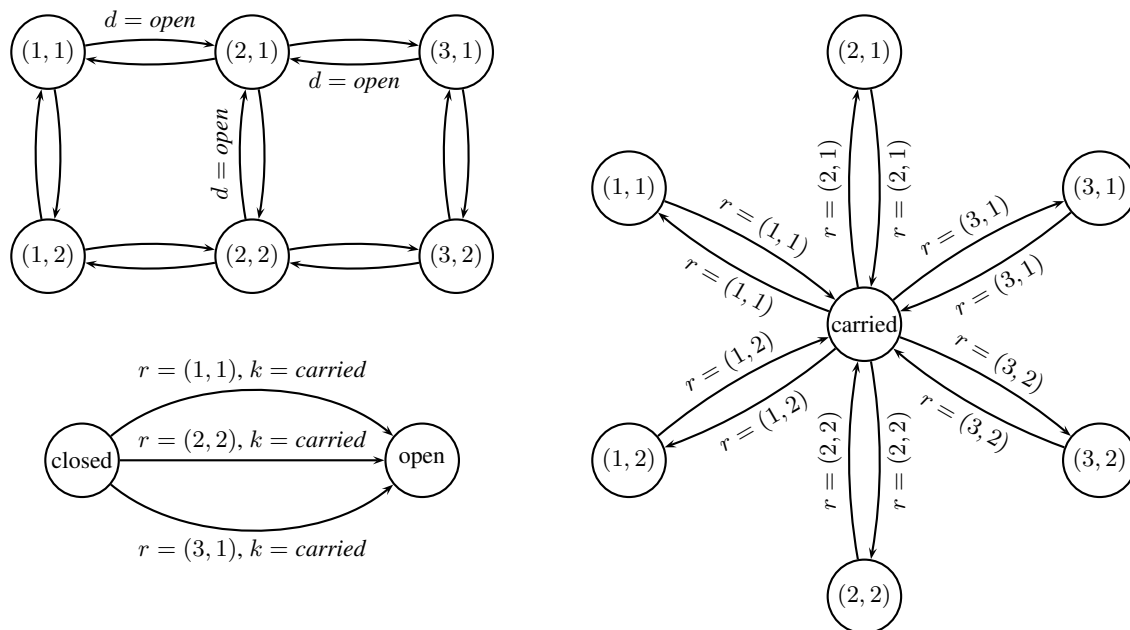 d = open
(1, 1)
(2, 1)
(3, 1)
d = open
d = open
(1, 2)
(2, 2)
(3, 2)
r = (1, 1), k = carried
closed
r = (2, 2), k = carried
open
r = (3, 1), k = carried
(2, 1)
r = (2, 1)
r = (2, 1)
(1, 1)
(3, 1)
r = (1, 1)
r = (1, 1)
r = (3, 1)
r = (3, 1)
carried
r = (1, 2)
r = (1, 2)
r = (3, 2)
r = (3, 2)
(1, 2)
r = (2, 2)
r = (2, 2)
(3, 2)
(2, 2)